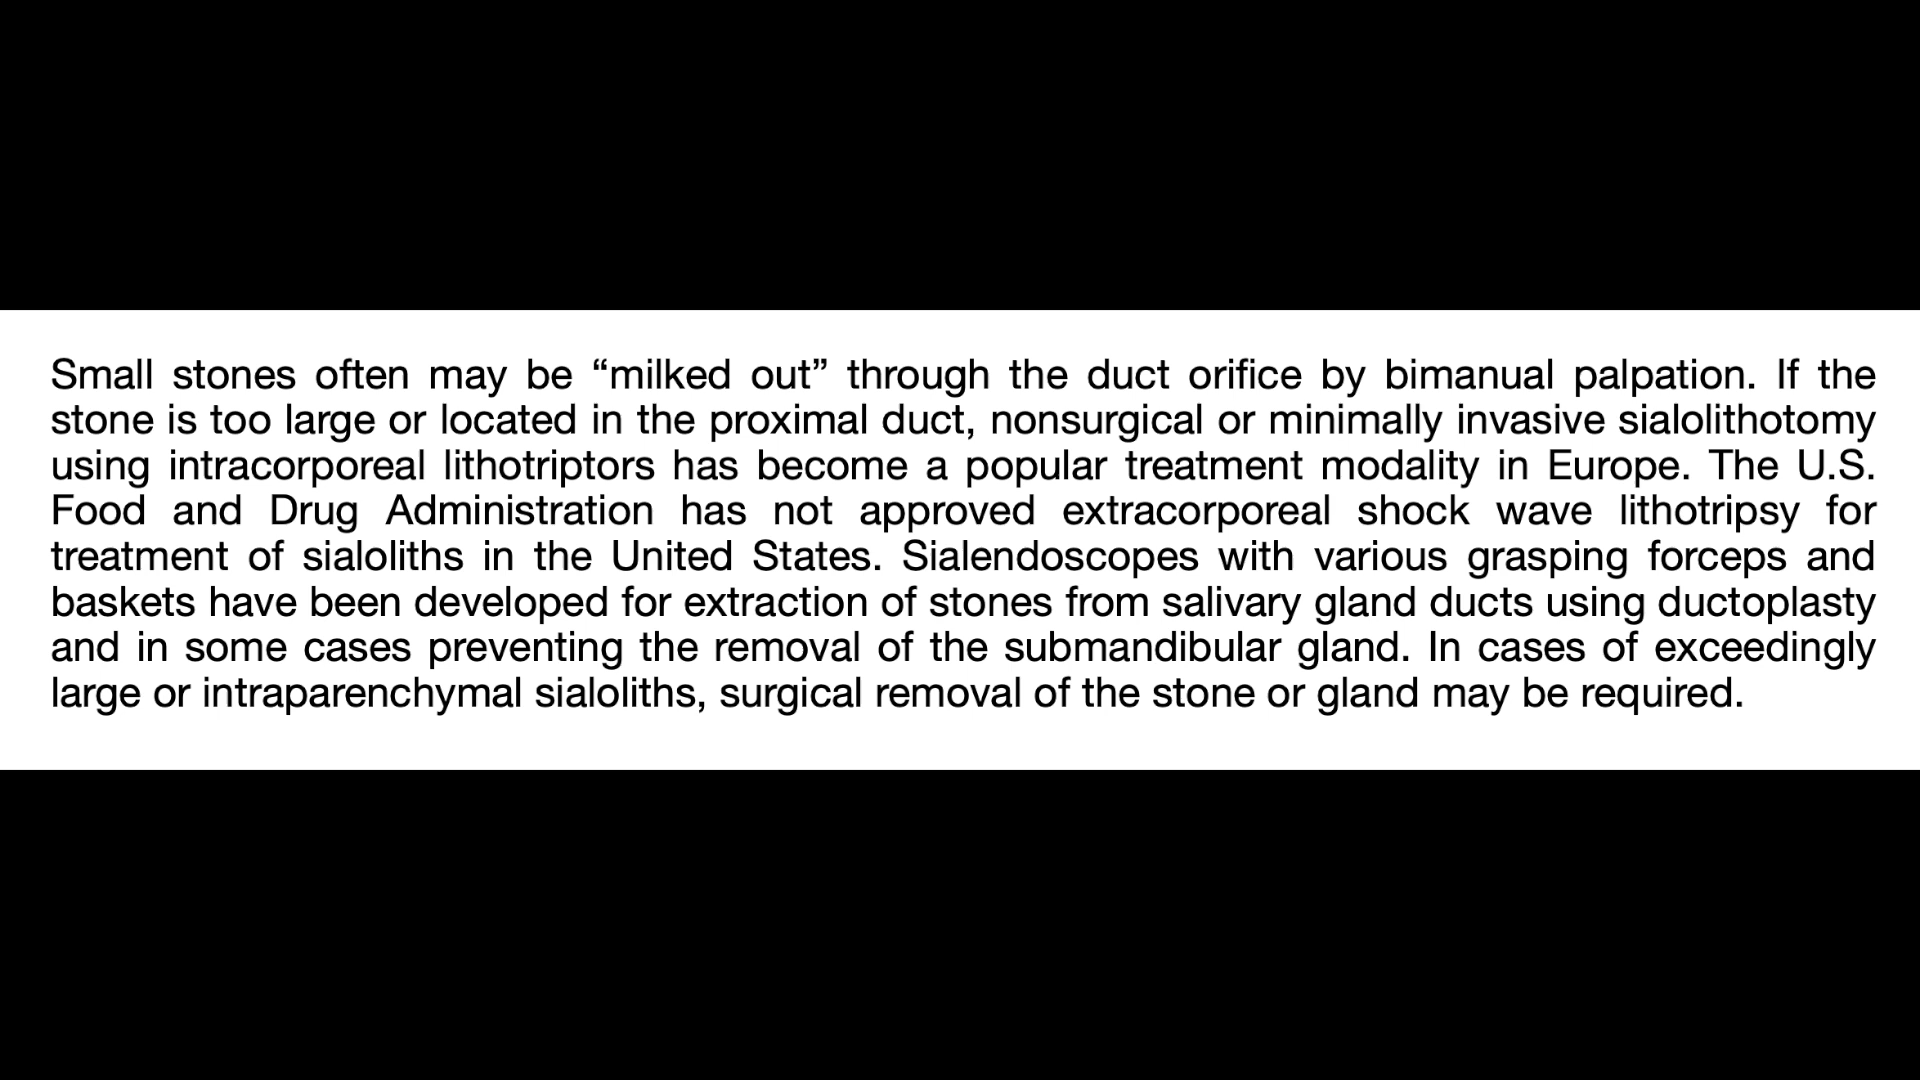 Small stones often may be “milked out” through the duct orifice by bimanual palpation. If the
stone is too large or located in the proximal duct, nonsurgical or minimally invasive sialolithotomy
using intracorporeal lithotriptors has become a popular treatment modality in Europe. The U.S.
Food and Drug Administration has not approved extracorporeal shock wave lithotripsy for
treatment of sialoliths in the United States. Sialendoscopes with various grasping forceps and
baskets have been developed for extraction of stones from salivary gland ducts using ductoplasty
and in some cases preventing the removal of the submandibular gland. In cases of exceedingly
large or intraparenchymal sialoliths, surgical removal of the stone or gland may be required.